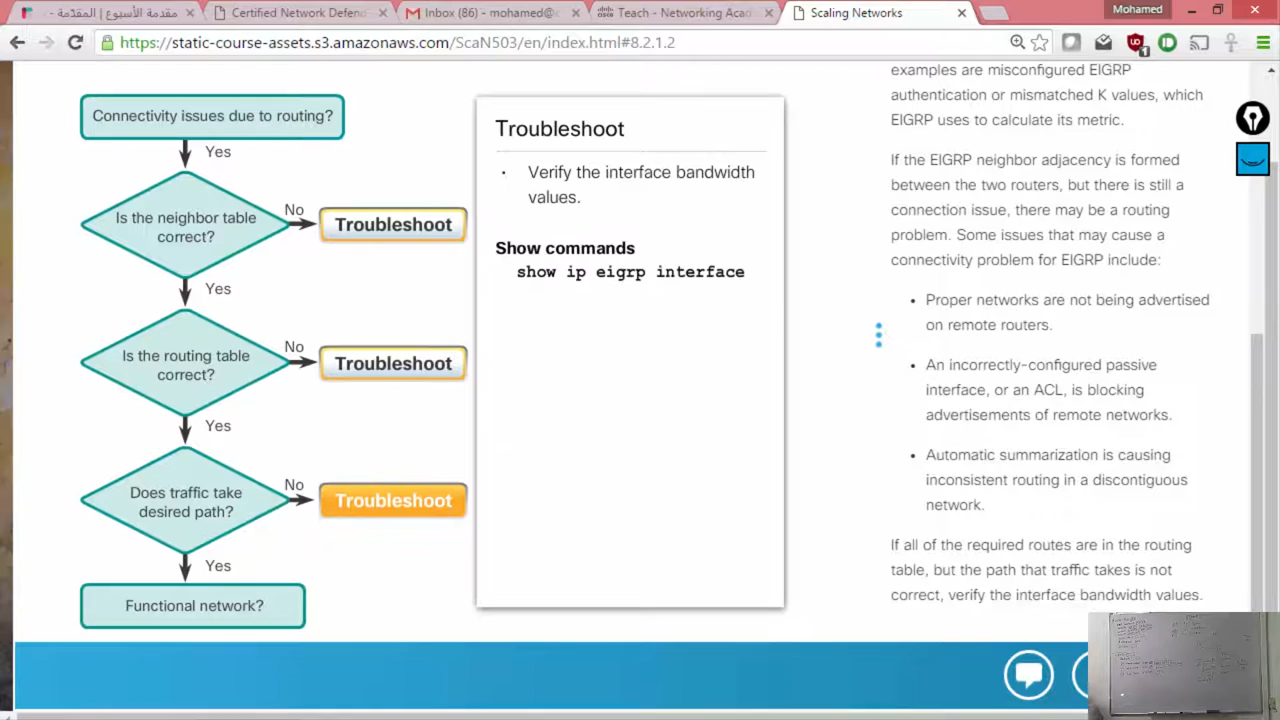 مقدمة الأسبوع | المقدّمة -
Certified Network Defend
Inbox (86) - mohamed@
Teach - Networking Acad
Scaling Networks
Mohamed
https://static-course-assets.s3.amazonaws.com/ScaN503/en/index.html#8.2.1.2
Connectivity issues due to routing?
Yes
Is the neighbor table
correct?
No
Troubleshoot
Yes
Is the routing table
correct?
No
Troubleshoot
Yes
Does traffic take
desired path?
No
Troubleshoot
Yes
Functional network?
Troubleshoot
· Verify the interface bandwidth
values.
Show commands
show ip eigrp interface
examples are misconfigured EIGRP
authentication or mismatched K values, which
EIGRP uses to calculate its metric.
If the EIGRP neighbor adjacency is formed
between the two routers, but there is still a
connection issue, there may be a routing
problem. Some issues that may cause a
connectivity problem for EIGRP include:
• Proper networks are not being advertised
on remote routers.
• An incorrectly-configured passive
interface, or an ACL, is blocking
advertisements of remote networks.
• Automatic summarization is causing
inconsistent routing in a discontiguous
network.
If all of the required routes are in the routing
table, but the path that traffic takes is not
correct, verify the interface bandwidth values.